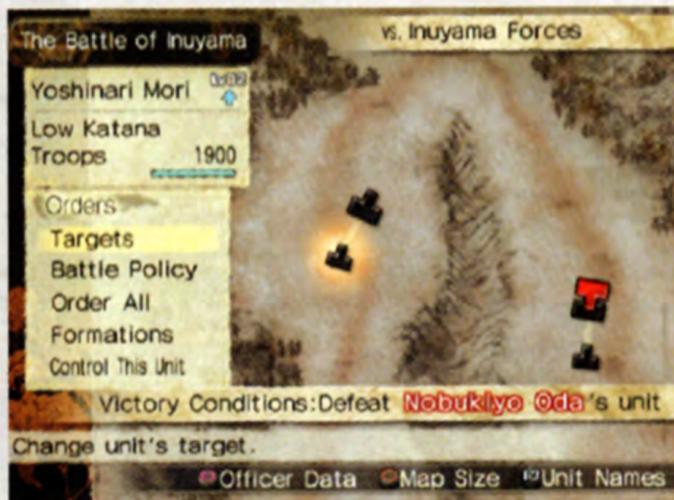 The Battle of Inuyama
vs. Inuyama Forces
Yoshinari Mori Lv02
Low Katana
Troops 1900
Orders
Targets
Battle Policy
Order All
Formations
Control This Unit
Victory Conditions:Defeat Nobukiyo Oda's unit
Change unit's target.
Officer Data Map Size Unit Names